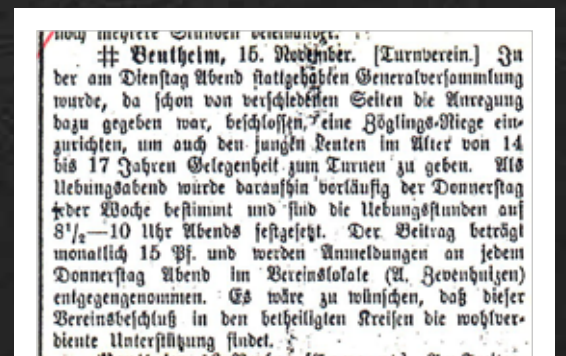 noch mehrere Stunden beieinander.
‡‡ Bentheim, 15. November. [Turnverein.] In
der am Dienstag Abend stattgehabten Generalversammlung
wurde, da schon von verschiedenen Seiten die Anregung
dazu gegeben war, beschlossen, eine Zöglings-Riege ein-
zurichten, um auch den jungen Leuten im Alter von 14
bis 17 Jahren Gelegenheit zum Turnen zu geben. Als
Uebungsabend wurde daraufhin vorläufig der Donnerstag
jeder Woche bestimmt und sind die Uebungsstunden auf
8½—10 Uhr Abends festgesetzt. Der Beitrag beträgt
monatlich 15 Pf. und werden Anmeldungen an jedem
Donnerstag Abend im Vereinslokale (A. Zevenhuizen)
entgegengenommen. Es wäre zu wünschen, daß dieser
Vereinsbeschluß in den betheiligten Kreisen die wohlver-
diente Unterstützung findet.